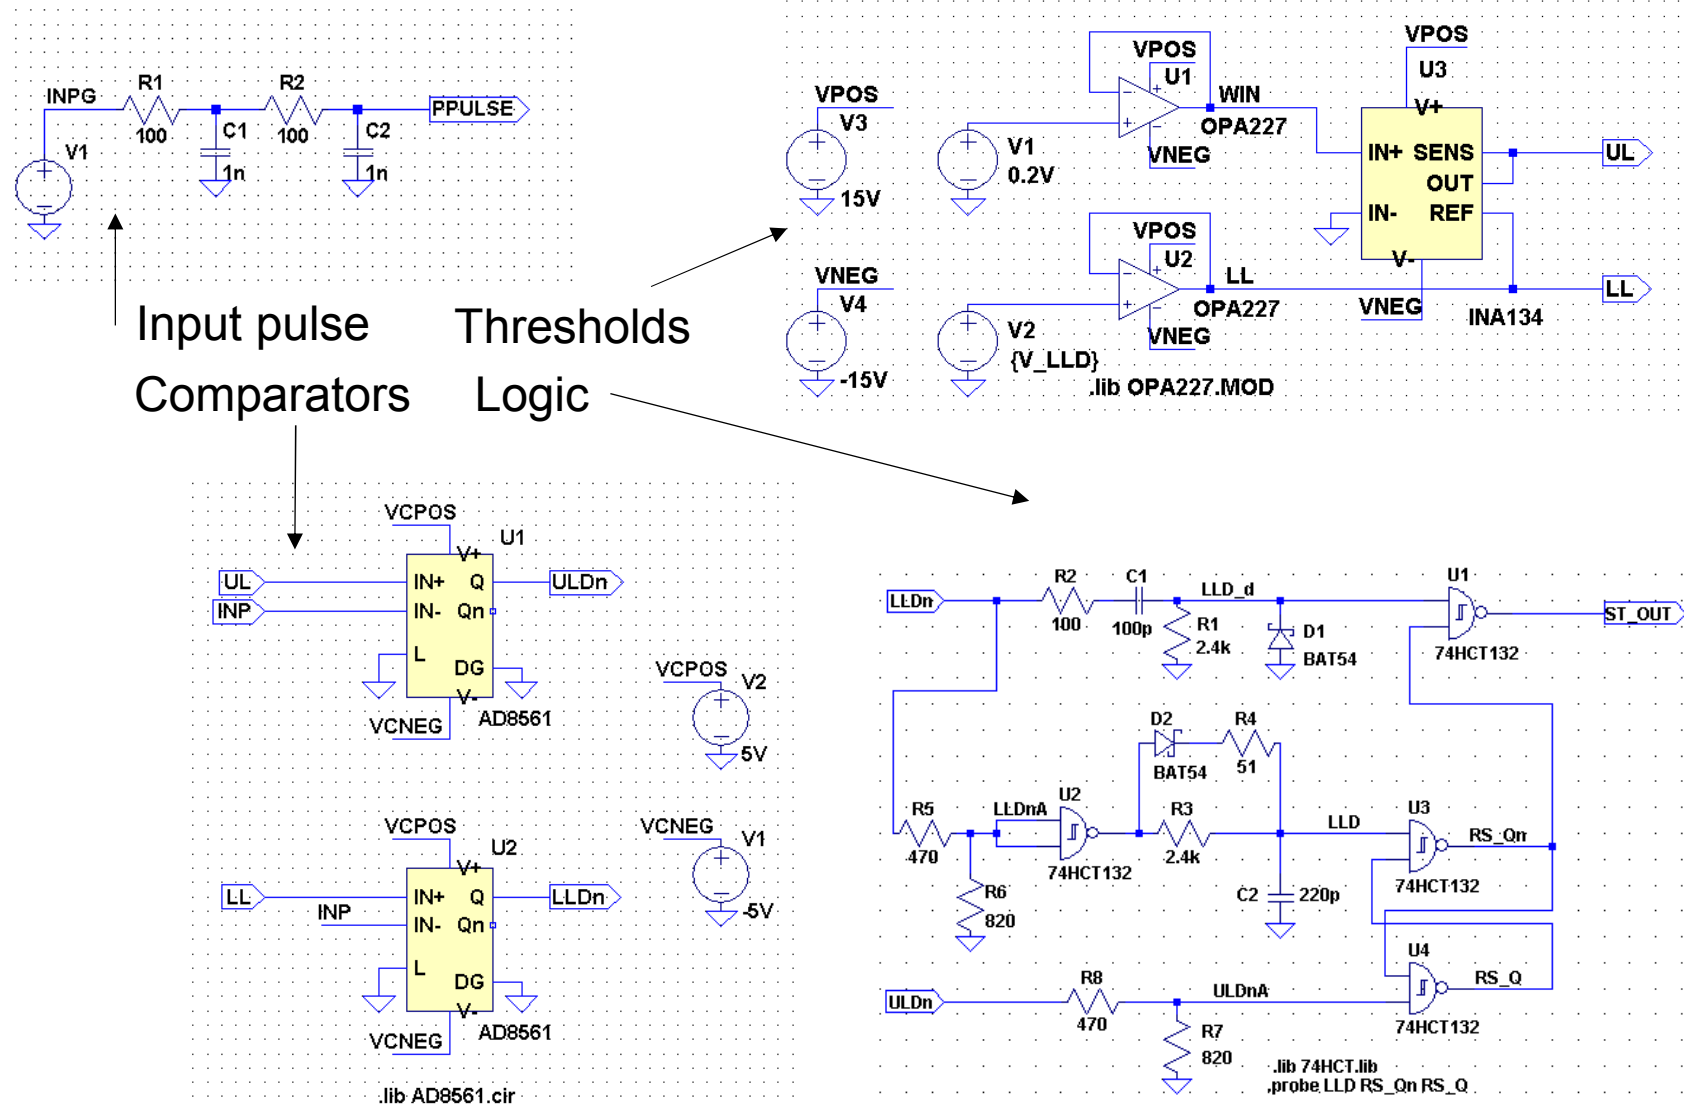 INPG
R1
100
C1
1n
R2
100
C2
1n
PPULSE
V1
Input pulse
Thresholds
Comparators
Logic
VPOS
V3
15V
VNEG
V4
-15V
V1
0.2V
VPOS
U1
WIN
OPA227
VNEG
VPOS
U2
LL
OPA227
VNEG
V2
{V_LLD}
.lib OPA227.MOD
VPOS
U3
V+
IN+ SENS
OUT
IN- REF
V-
VNEG
INA134
UL
LL
VCPOS
U1
V+
UL
IN+ Q
ULDn
INP
IN- Qn
L
DG
V-
VCNEG
AD8561
VCPOS
V2
5V
VCPOS
U2
V+
LL
IN+ Q
LLDn
INP
IN- Qn
L
DG
V-
VCNEG
AD8561
VCNEG
V1
-5V
.lib AD8561.cir
LLDn
R2
100
C1
100p
LLD_d
R1
2.4k
D1
BAT54
U1
74HCT132
ST_OUT
D2
BAT54
R4
51
R5
470
LLDnA
U2
74HCT132
R3
2.4k
LLD
U3
RS_Qn
74HCT132
R6
820
C2
220p
U4
RS_Q
74HCT132
ULDn
R8
470
ULDnA
R7
820
.lib 74HCT.lib
.probe LLD RS_Qn RS_Q